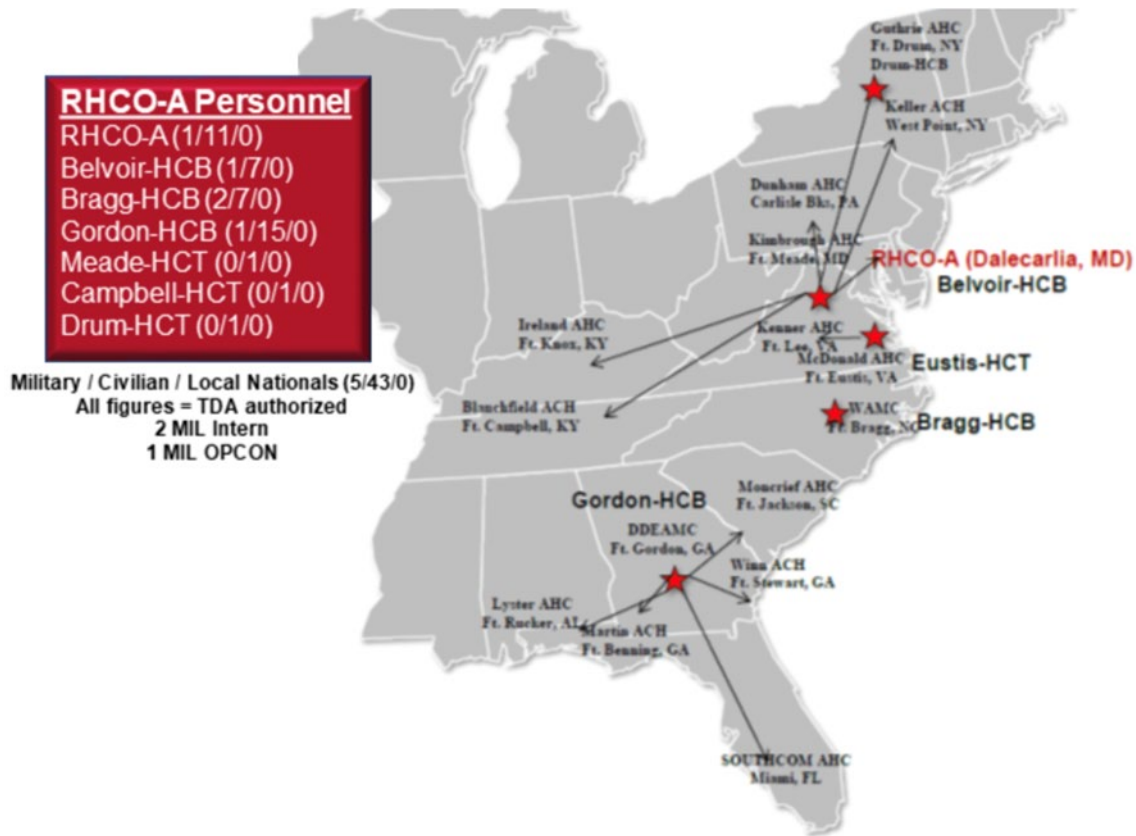 RHCO-A Personnel
RHCO-A (1/11/0)
Belvoir-HCB (1/7/0)
Bragg-HCB (2/7/0)
Gordon-HCB (1/15/0)
Meade-HCT (0/1/0)
Campbell-HCT (0/1/0)
Drum-HCT (0/1/0)
Military / Civilian / Local Nationals (5/43/0)
All figures = TDA authorized
2 MIL Intern
1 MIL OPCON
Guthrie AHC
Ft. Drum, NY
Drum-HCB
Keller ACH
West Point, NY
Dunham AHC
Carlisle Bks, PA
Kimbrough AHC
Ft. Meade, MD
RHCO-A (Dalecarlia, MD)
Belvoir-HCB
Ireland AHC
Ft. Knox, KY
Kenner AHC
Ft. Lee, VA
McDonald AHC
Ft. Eustis, VA
Eustis-HCT
Blanchfield ACH
Ft. Campbell, KY
WAMC
Ft. Bragg, NC
Bragg-HCB
Moncrief AHC
Ft. Jackson, SC
Gordon-HCB
DDEAMC
Ft. Gordon, GA
Winn ACH
Ft. Stewart, GA
Lyster AHC
Ft. Rucker, AL
Martin ACH
Ft. Benning, GA
SOUTHCOM AHC
Miami, FL